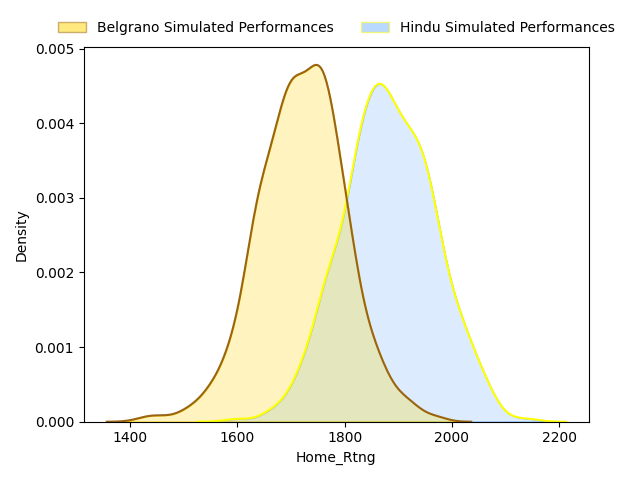 Belgrano Simulated Performances
Hindu Simulated Performances
0.005
0.004
0.003
0.002
0.001
0.000
Density
1400
1600
1800
2000
2200
Home_Rtng